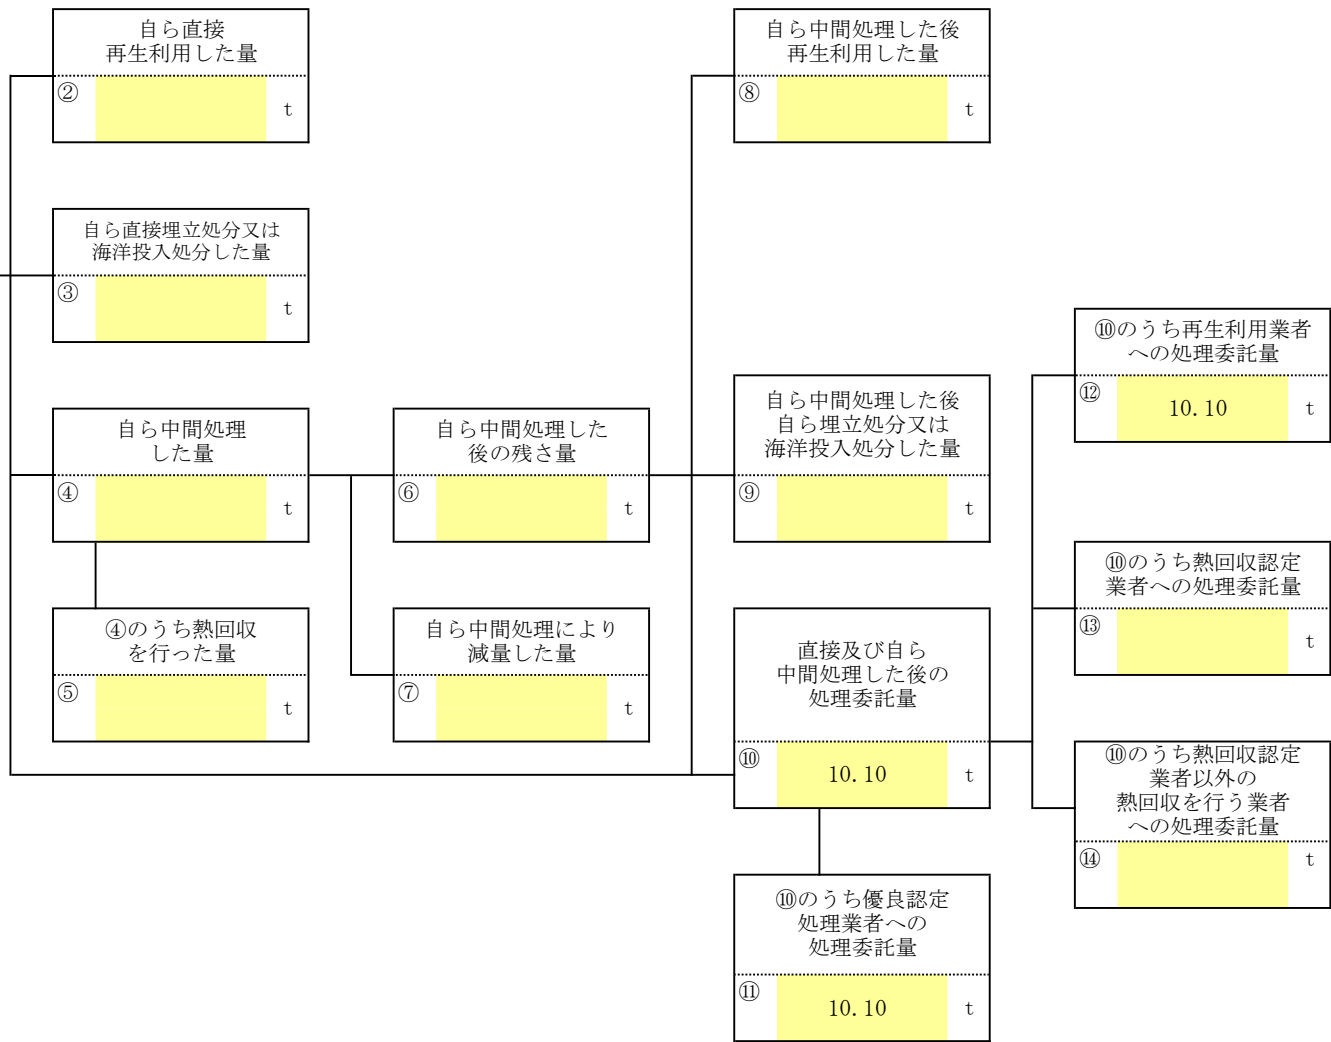 自ら直接
再生利用した量
②
t
自ら中間処理した後
再生利用した量
⑧
t
自ら直接埋立処分又は
海洋投入処分した量
③
t
⑩のうち再生利用業者
への処理委託量
⑫
10.10
t
自ら中間処理
した量
④
t
自ら中間処理した
後の残さ量
⑥
t
自ら中間処理した後
自ら埋立処分又は
海洋投入処分した量
⑨
t
⑩のうち熱回収認定
業者への処理委託量
⑬
t
④のうち熱回収
を行った量
⑤
t
自ら中間処理により
減量した量
⑦
t
直接及び自ら
中間処理した後の
処理委託量
⑩
10.10
t
⑩のうち熱回収認定
業者以外の
熱回収を行う業者
への処理委託量
⑭
t
⑩のうち優良認定
処理業者への
処理委託量
⑪
10.10
t